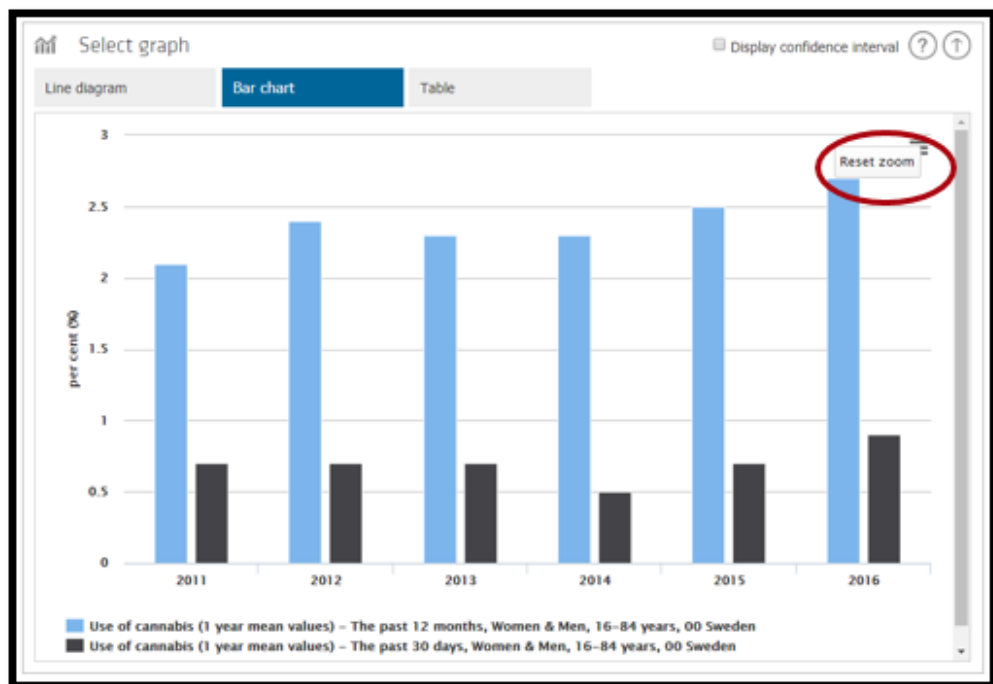 Select graph
Display confidence interval ?
Line diagram
Bar chart
Table
Reset zoom
3
2.5
2
1.5
1
0.5
0
per cent (%)
2011 2012 2013 2014 2015 2016
Use of cannabis (1 year mean values) – The past 12 months, Women & Men, 16–84 years, 00 Sweden
Use of cannabis (1 year mean values) – The past 30 days, Women & Men, 16–84 years, 00 Sweden